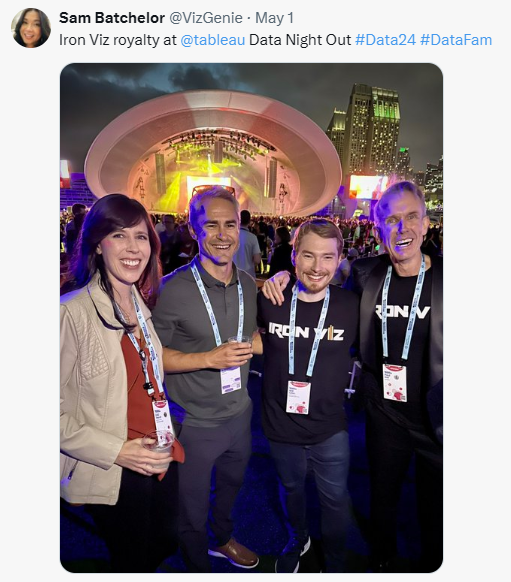 Sam Batchelor @VizGenie · May 1
Iron Viz royalty at @tableau Data Night Out #Data24 #DataFam
IRON VIZ
IRON V